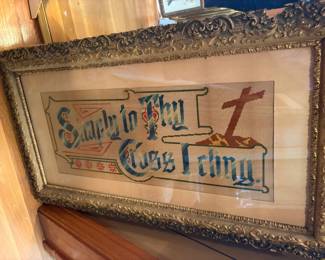 Simply to Thy
Cross I cling.